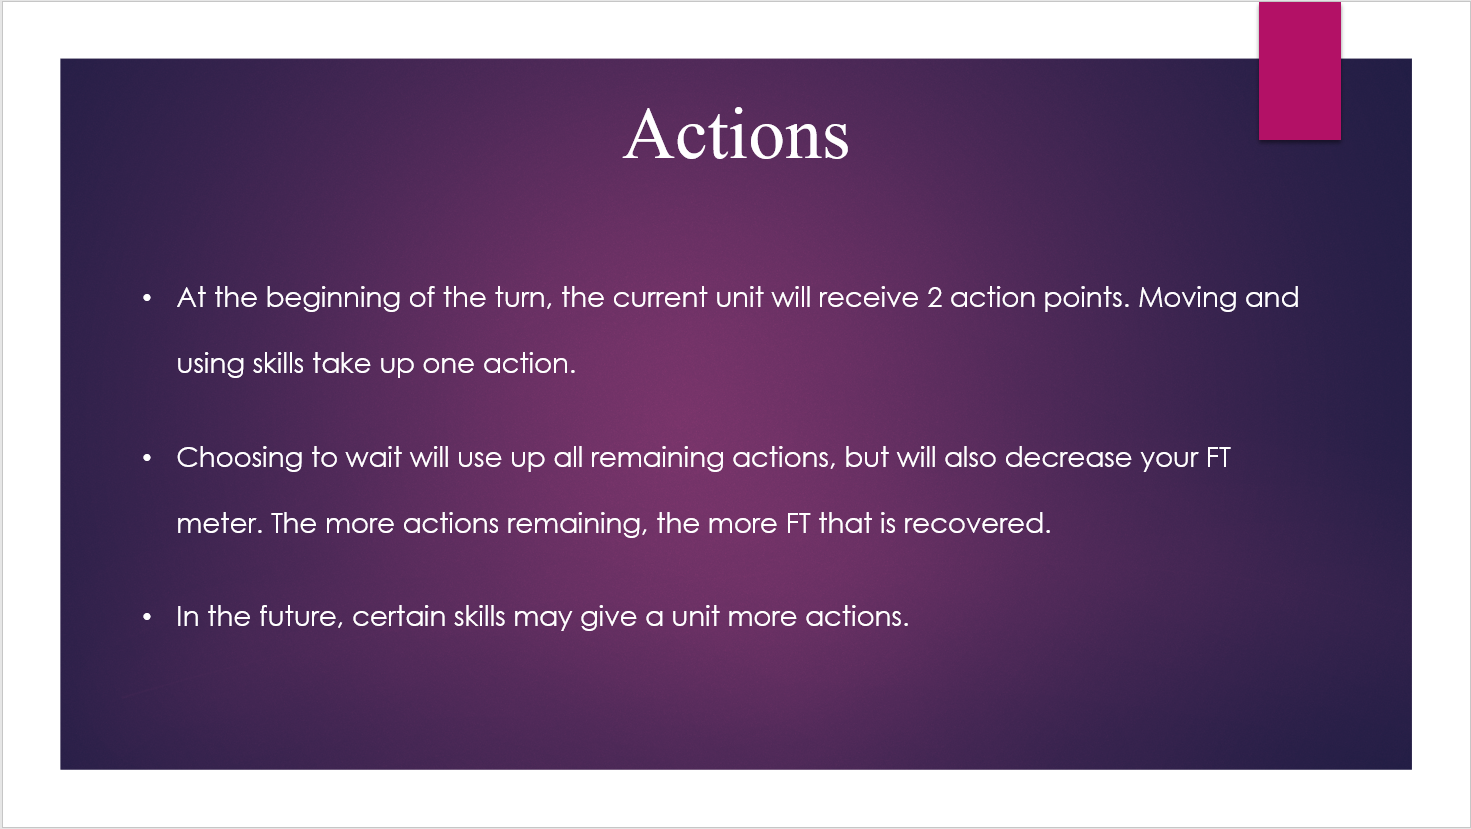 Actions
• At the beginning of the turn, the current unit will receive 2 action points. Moving and
using skills take up one action.
• Choosing to wait will use up all remaining actions, but will also decrease your FT
meter. The more actions remaining, the more FT that is recovered.
• In the future, certain skills may give a unit more actions.